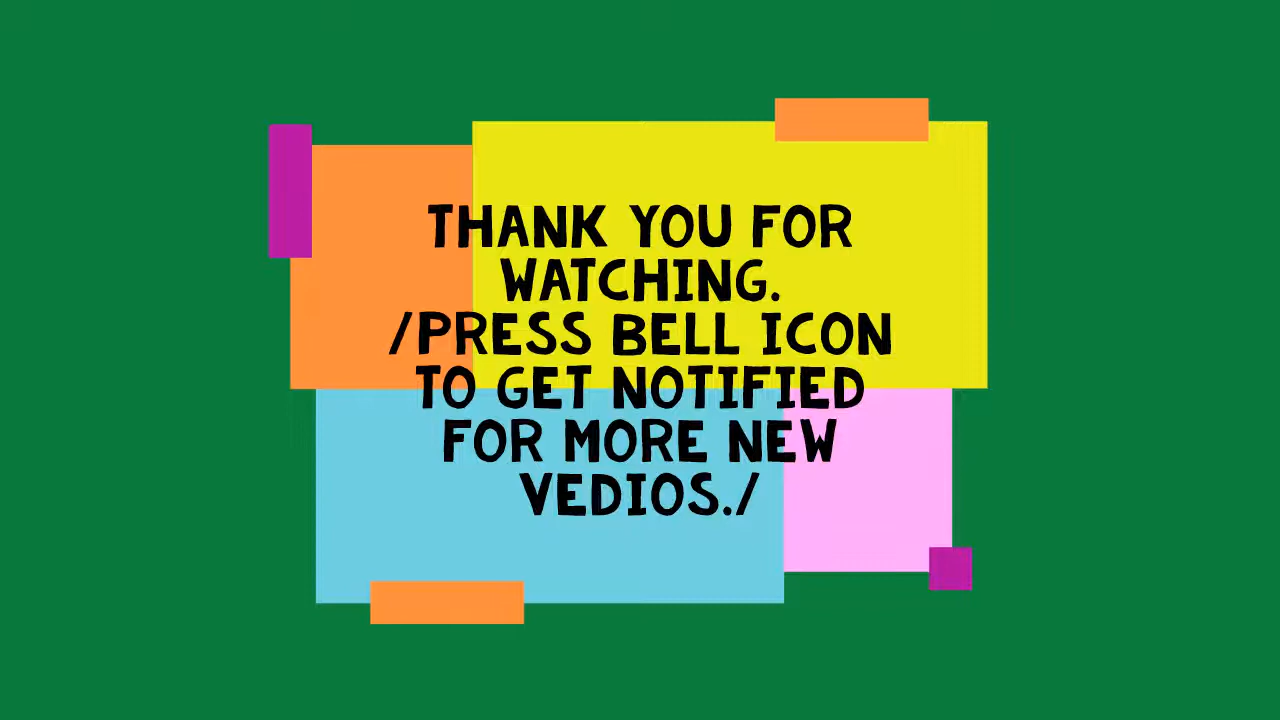 THANK YOU FOR
WATCHING.
/PRESS BELL ICON
TO GET NOTIFIED
FOR MORE NEW
VEDIOS./